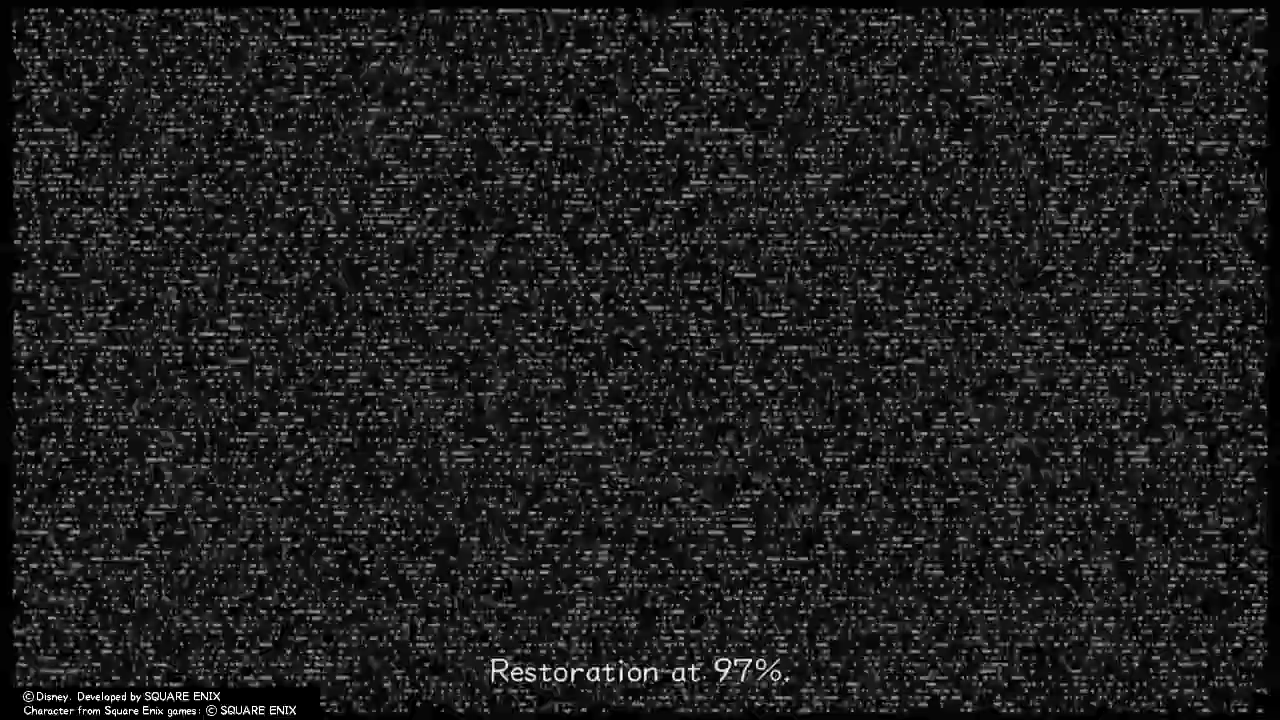 Restoration at 97%.
©Disney. Developed by SQUARE ENIX
Character from Square Enix games: © SQUARE ENIX